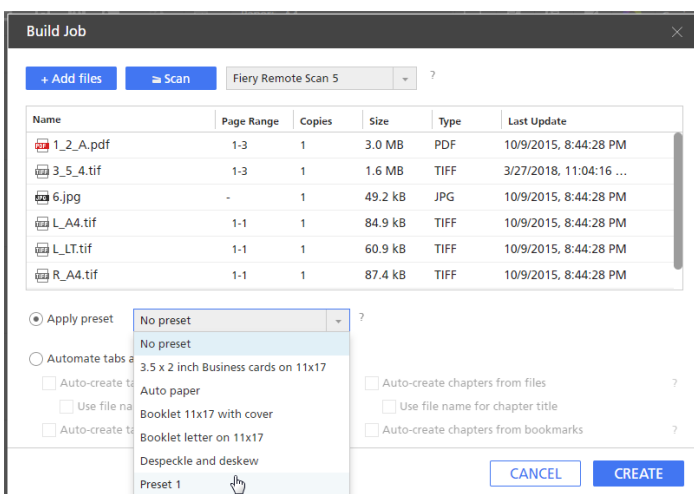 Build Job
+ Add files
Scan
Fiery Remote Scan 5
?
Name Page Range Copies Size Type Last Update
1_2_A.pdf 1-3 1 3.0 MB PDF 10/9/2015, 8:44:28 PM
3_5_4.tif 1-3 1 1.6 MB TIFF 3/27/2018, 11:04:16 ...
6.jpg - 1 49.2 kB JPG 10/9/2015, 8:44:28 PM
L_A4.tif 1-1 1 84.9 kB TIFF 10/9/2015, 8:44:28 PM
L_LT.tif 1-1 1 60.9 kB TIFF 10/9/2015, 8:44:28 PM
R_A4.tif 1-1 1 87.4 kB TIFF 10/9/2015, 8:44:28 PM
Apply preset No preset ?
No preset
Automate tabs a
3.5 x 2 inch Business cards on 11x17
Auto-create ta
Auto paper
Auto-create chapters from files ?
Use file na
Booklet 11x17 with cover
Use file name for chapter title
Auto-create ta
Booklet letter on 11x17
Auto-create chapters from bookmarks ?
Despeckle and deskew
Preset 1
CANCEL
CREATE